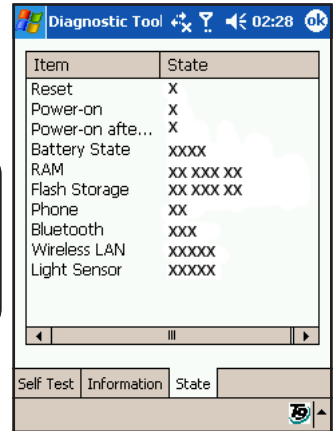 Diagnostic Tool 02:28 ok
Item State
Reset X
Power-on X
Power-on afte... X
Battery State XXXX
RAM XX XXX XX
Flash Storage XX XXX XX
Phone XX
Bluetooth XXX
Wireless LAN XXXXX
Light Sensor XXXXX
Self Test Information State
T9